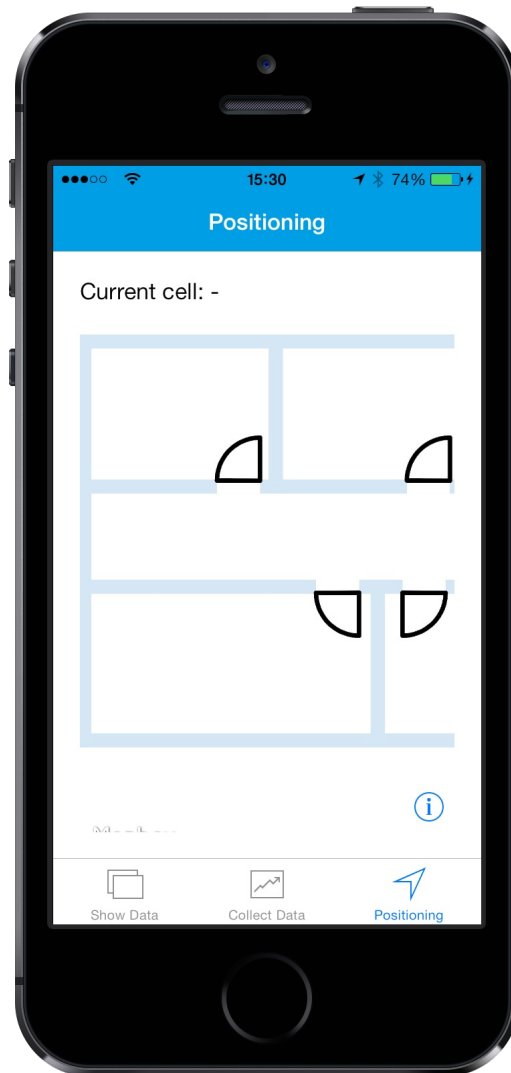 15:30 74%
Positioning
Current cell: -
Show Data Collect Data Positioning